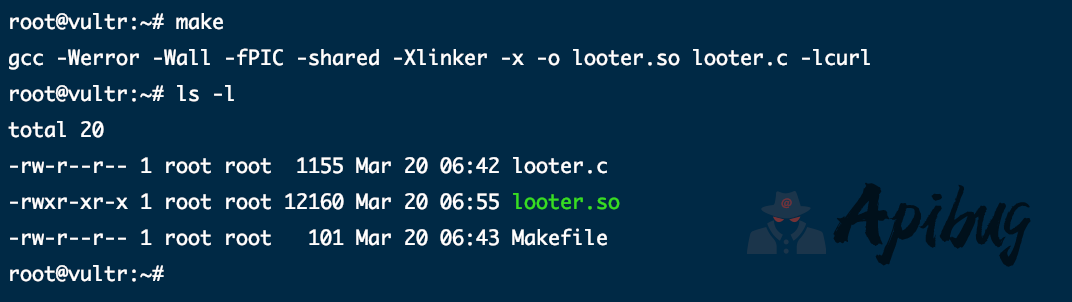 root@vultr:~# make
gcc -Werror -Wall -fPIC -shared -Xlinker -x -o looter.so looter.c -lcurl
root@vultr:~# ls -l
total 20
-rw-r--r-- 1 root root  1155 Mar 20 06:42 looter.c
-rwxr-xr-x 1 root root 12160 Mar 20 06:55 looter.so
-rw-r--r-- 1 root root   101 Mar 20 06:43 Makefile
root@vultr:~#
@
Apibug